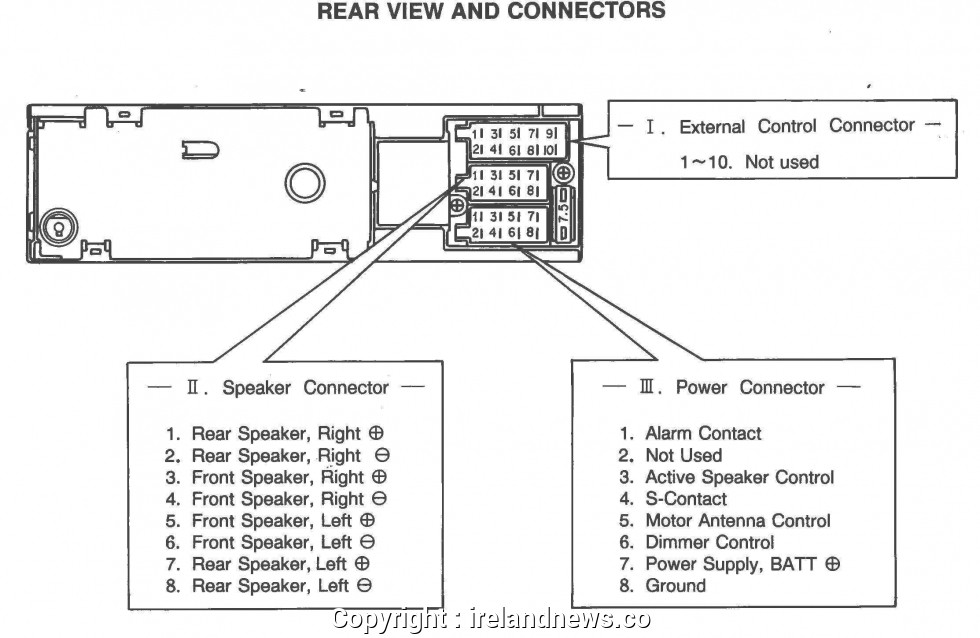 REAR VIEW AND CONNECTORS
— I. External Control Connector —
1~10. Not used
1 3 5 7 9
2 4 6 8 10
1 3 5 7
2 4 6 8
1 3 5 7
2 4 6 8
7.5
— II. Speaker Connector —
1. Rear Speaker, Right ⊕
2. Rear Speaker, Right ⊖
3. Front Speaker, Right ⊕
4. Front Speaker, Right ⊖
5. Front Speaker, Left ⊕
6. Front Speaker, Left ⊖
7. Rear Speaker, Left ⊕
8. Rear Speaker, Left ⊖
— III. Power Connector —
1. Alarm Contact
2. Not Used
3. Active Speaker Control
4. S-Contact
5. Motor Antenna Control
6. Dimmer Control
7. Power Supply, BATT ⊕
8. Ground
Copyright : irelandnews.co